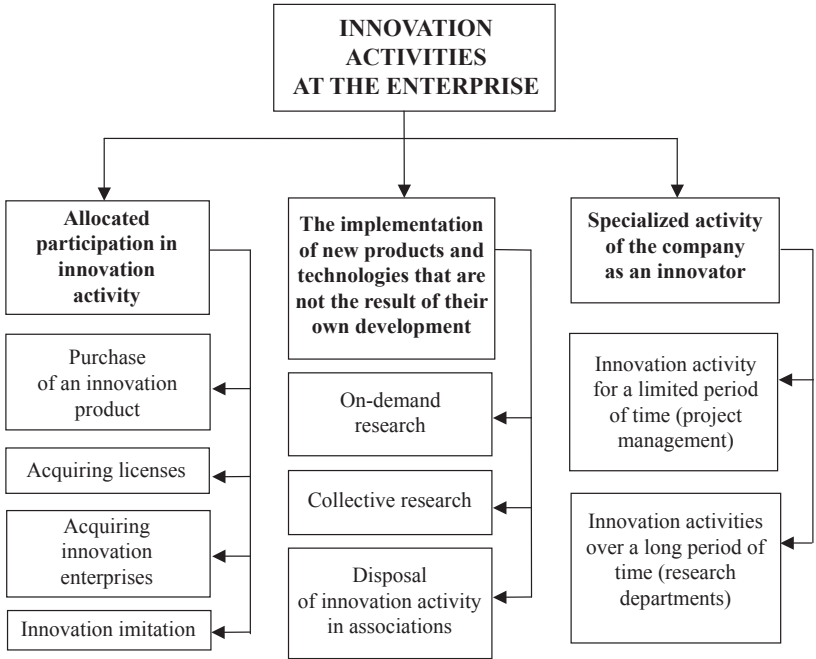 INNOVATION
ACTIVITIES
AT THE ENTERPRISE
Allocated
participation in
innovation
activity
Purchase
of an innovation
product
Acquiring licenses
Acquiring
innovation
enterprises
Innovation imitation
The implementation
of new products and
technologies that are
not the result of their
own development
On-demand
research
Collective research
Disposal
of innovation activity
in associations
Specialized activity
of the company
as an innovator
Innovation activity
for a limited period
of time (project
management)
Innovation activities
over a long period of
time (research
departments)